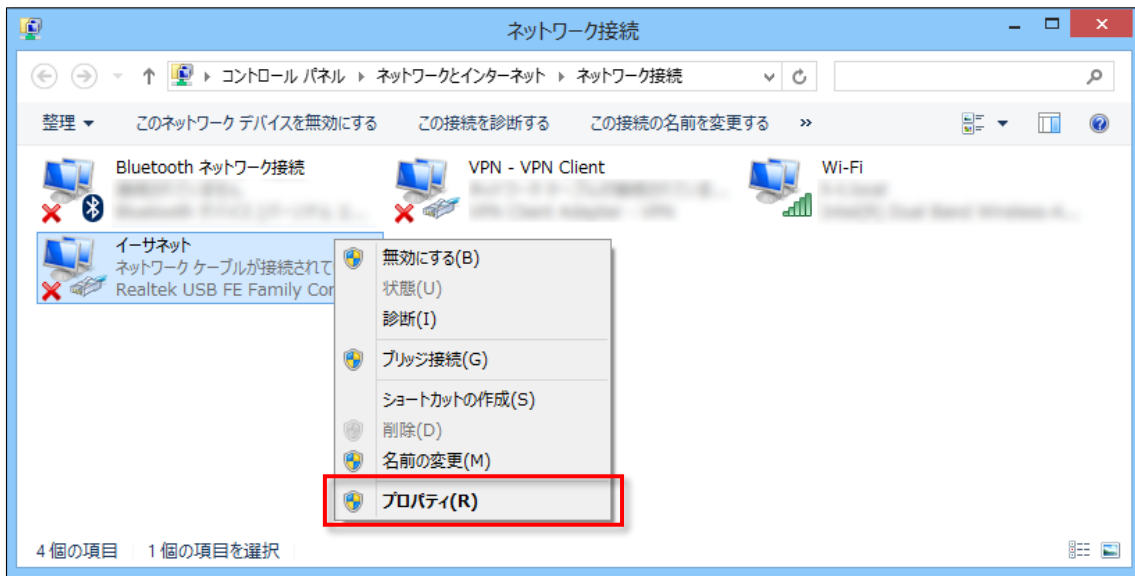 ネットワーク接続
コントロール パネル ネットワークとインターネット ネットワーク接続
整理 このネットワーク デバイスを無効にする この接続を診断する この接続の名前を変更する »
Bluetooth ネットワーク接続
VPN - VPN Client
Wi-Fi
イーサネット
ネットワーク ケーブルが接続されて
Realtek USB FE Family Cor
無効にする(B)
状態(U)
診断(I)
ブリッジ接続(G)
ショートカットの作成(S)
削除(D)
名前の変更(M)
プロパティ(R)
4 個の項目 1 個の項目を選択